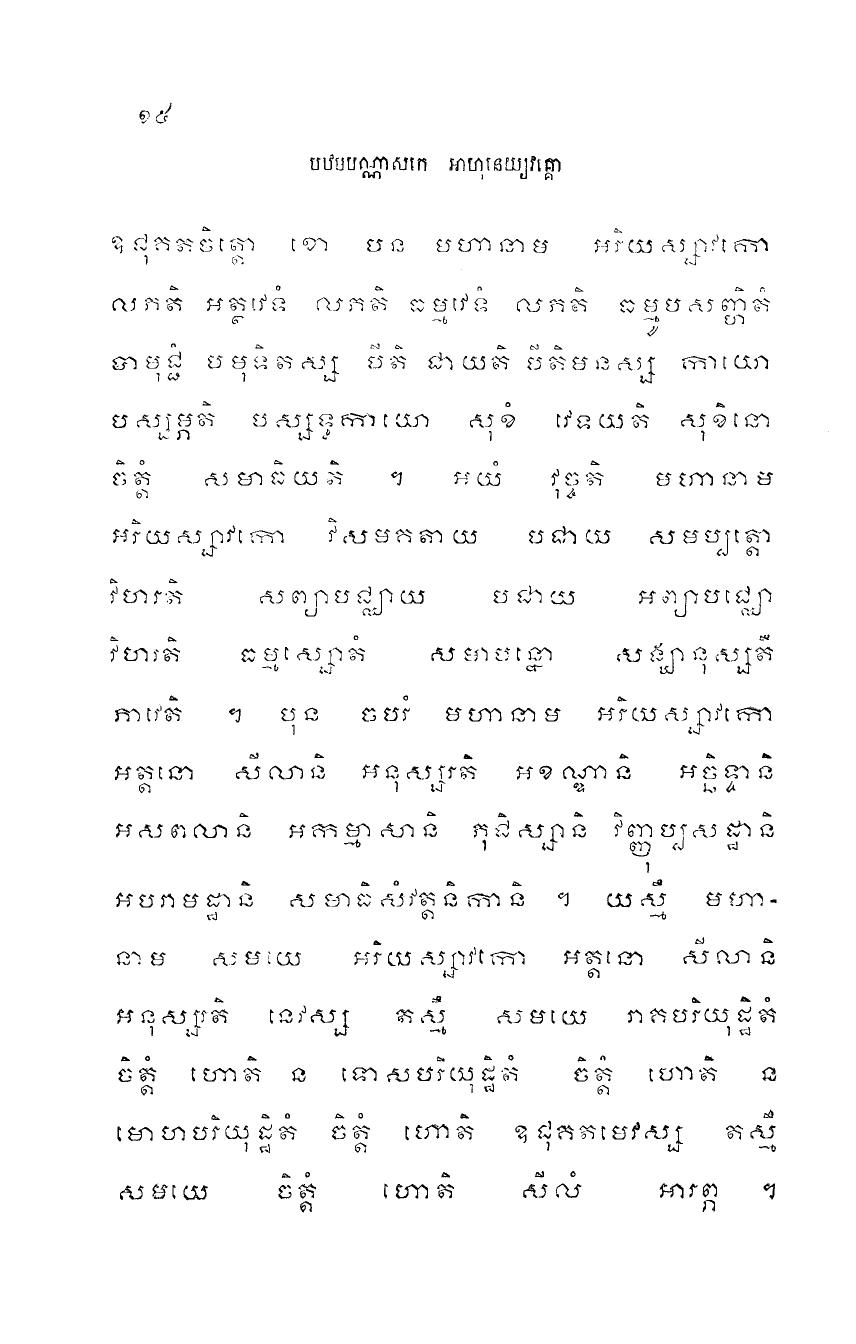 ១៥
បឋបបណ្ណាសកេ អាហុនេយ្យវគ្គោ
ឧជុគតចិត្តោ ខោ បន មហានាម អរិយស្សាវកោ
លភតិ អត្ថវេទំ លភតិ ធម្មវេទំ លភតិ ធម្មូបសញ្ហិតំ
បាមុជ្ជំ បមុទិតស្ស បីតិ ជាយតិ បីតិមនស្ស កាយោ
បស្សម្ភតិ បស្សទ្ធកាយោ សុខំ វេទយតិ សុខិនោ
ចិត្តំ សមាធិយតិ ។ អយំ វុច្ចតិ មហានាម
អរិយស្សាវកោ វិសមគតាយ បជាយ សមប្បត្តោ
វិហរតិ សព្យាបជ្ឈាយ បជាយ អព្យាបជ្ឈោ
វិហរតិ ធម្មស្សោតំ សមាបន្នោ សង្ឃានុស្សតឹ
ភាវេតិ ។ បុន ចបរំ មហានាម អរិយស្សាវកោ
អត្តនោ សីលានិ អនុស្សរតិ អខណ្ឌានិ អច្ឆិទ្ទានិ
អសពលានិ អកម្មាសានិ ភុជិស្សានិ វិញ្ញុប្បសដ្ឋានិ
អបរាមដ្ឋានិ សមាធិសំវត្តនិកានិ ។ យស្មឹ មហា-
នាម សមយេ អរិយស្សាវកោ អត្តនោ សីលានិ
អនុស្សរតិ នេវស្ស តស្មឹ សមយេ រាគបរិយុដ្ឋិតំ
ចិត្តំ ហោតិ ន ទោសបរិយុដ្ឋិតំ ចិត្តំ ហោតិ ន
មោហបរិយុដ្ឋិតំ ចិត្តំ ហោតិ ឧជុគតមេវស្ស តស្មឹ
សមយេ ចិត្តំ ហោតិ សីលំ អារព្ភ ។